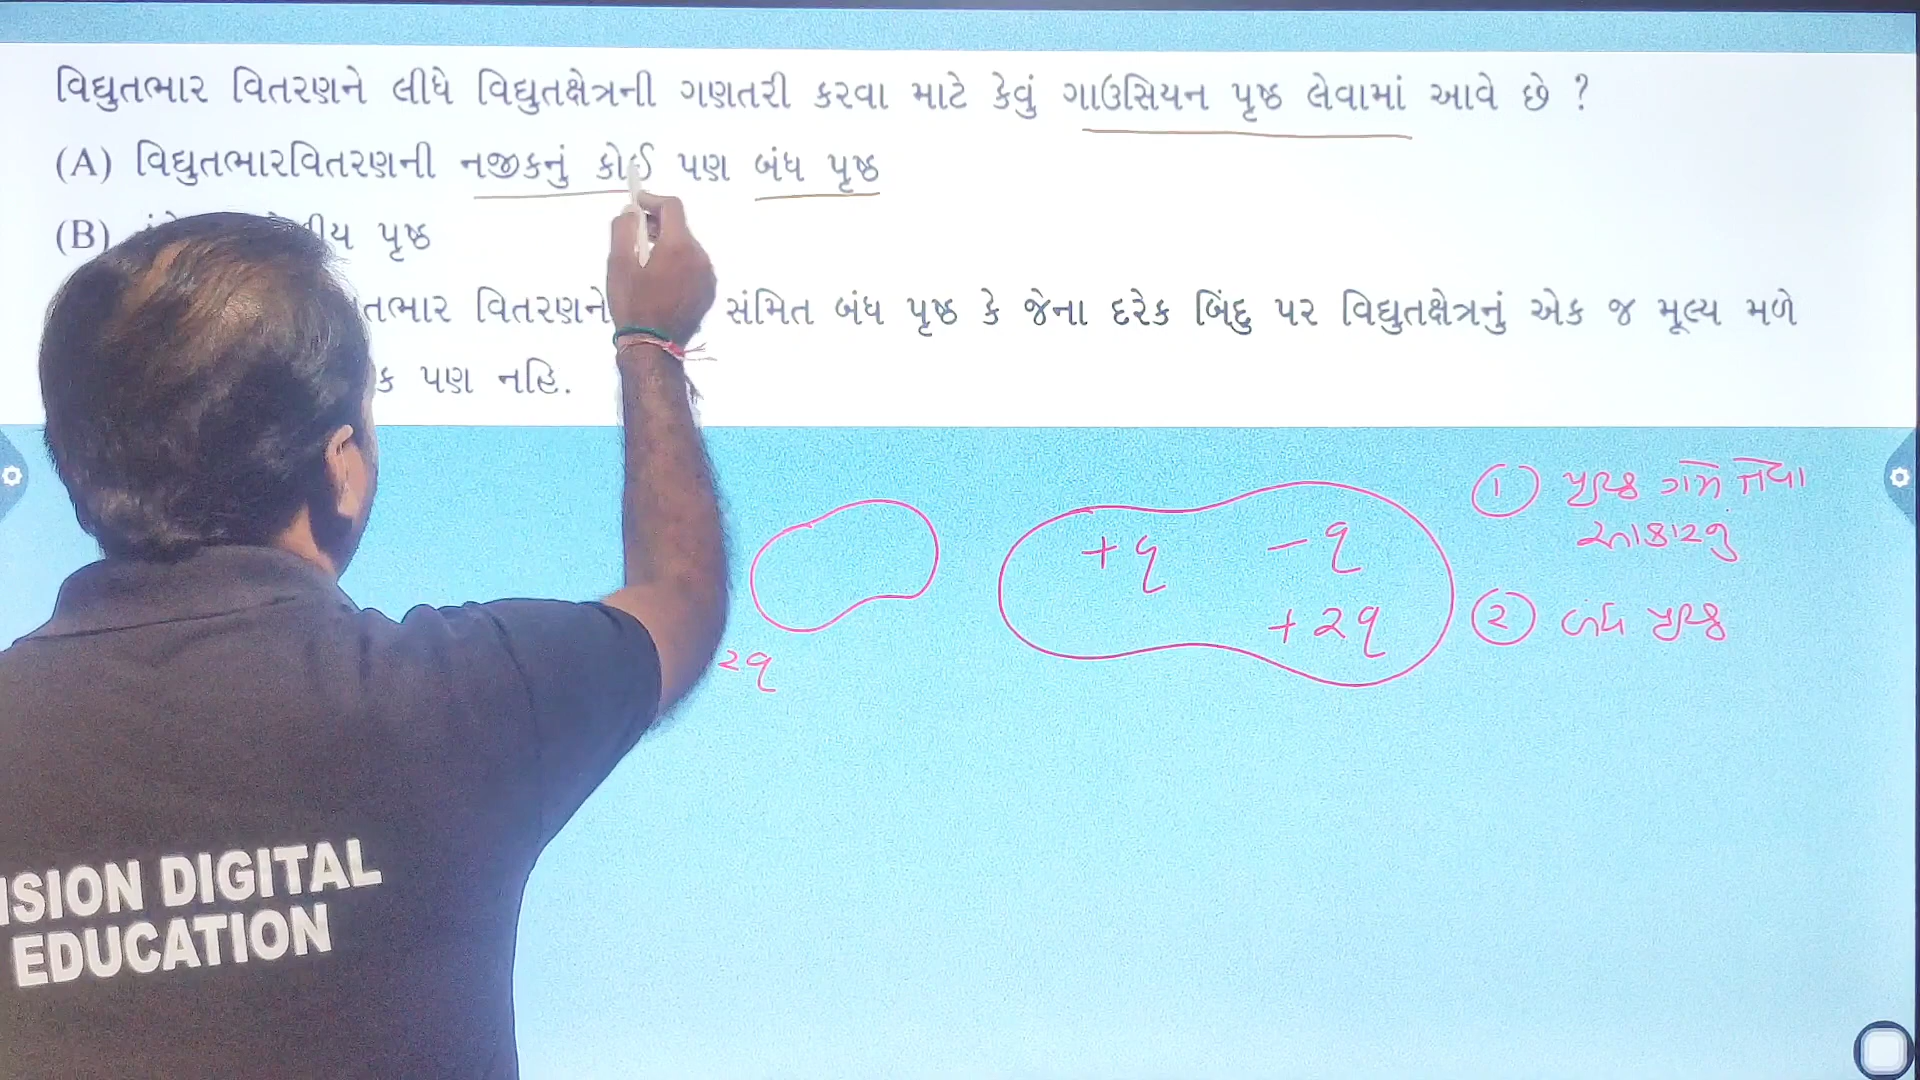 વિદ્યુતભાર વિતરણને લીધે વિદ્યુતક્ષેત્રની ગણતરી કરવા માટે કેવું ગાઉસિયન પૃષ્ઠ લેવામાં આવે છે ?
(A) વિદ્યુતભારવિતરણની નજીકનું કોઈ પણ બંધ પૃષ્ઠ
(B) પૃષ્ઠ
વિતરણને સંમિત બંધ પૃષ્ઠ કે જેના દરેક બિંદુ પર વિદ્યુતક્ષેત્રનું એક જ મૂલ્ય મળે
પણ નહિ.
1 પૃષ્ઠ ગમે તેવા
આકારનું
+q -q
+2q
2 બંધ પૃષ્ઠ
2q
ISION DIGITAL
EDUCATION